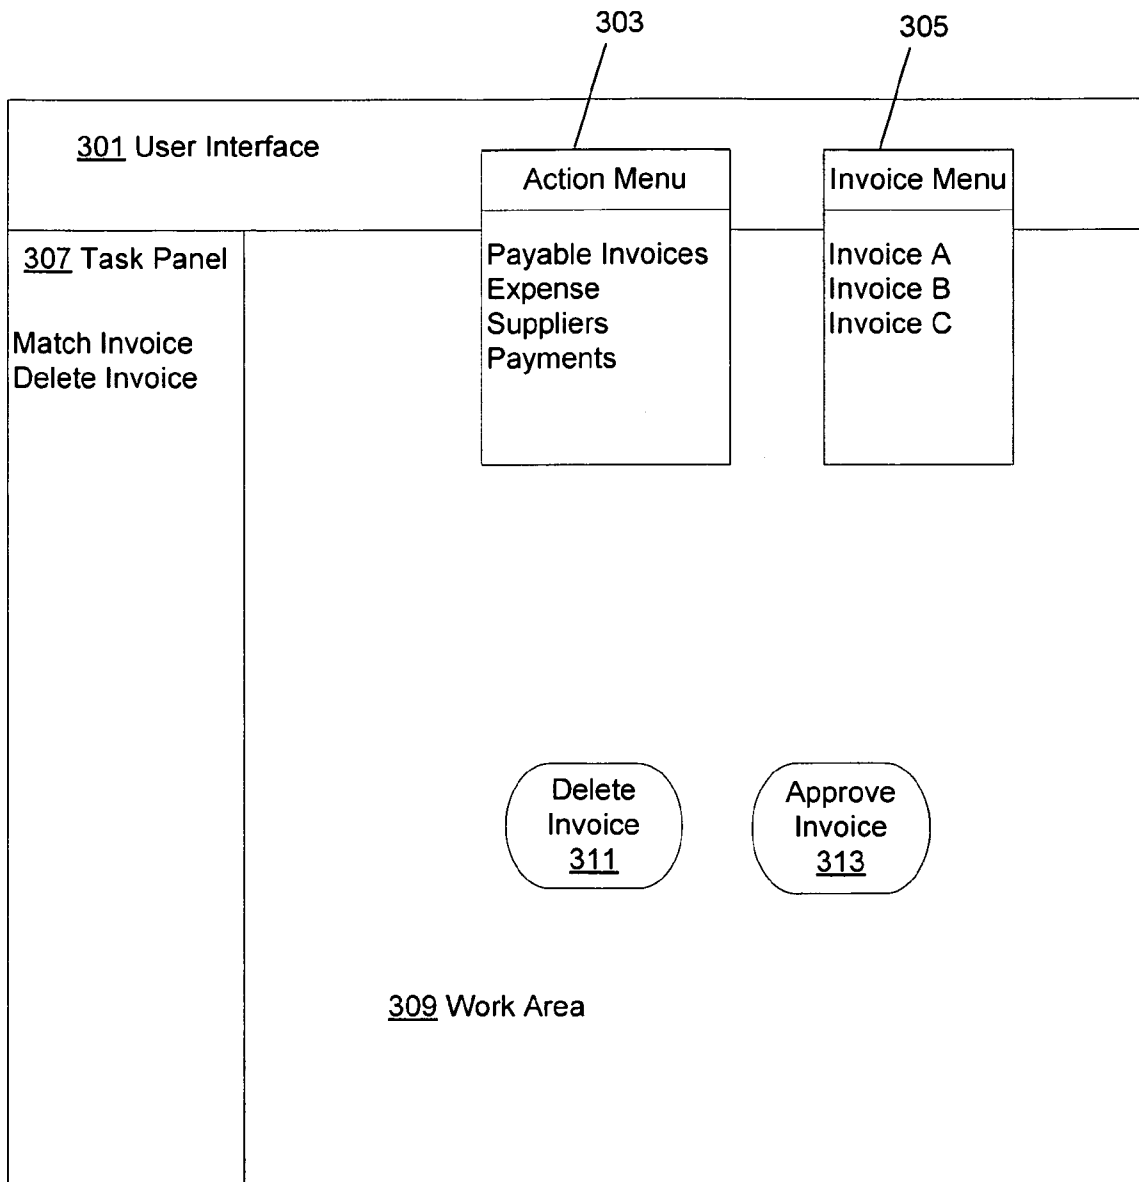 303
305
301 User Interface
Action Menu
Invoice Menu
307 Task Panel
Payable Invoices
Expense
Suppliers
Payments
Invoice A
Invoice B
Invoice C
Match Invoice
Delete Invoice
Delete
Invoice
311
Approve
Invoice
313
309 Work Area